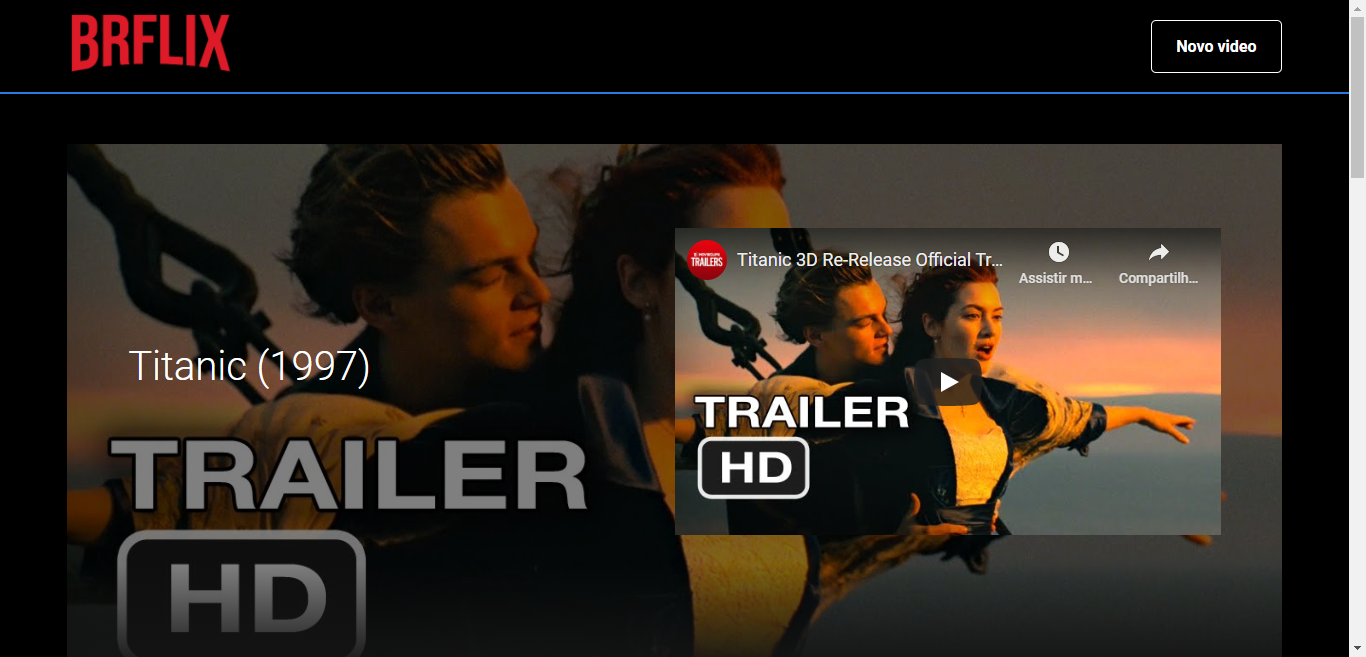 BRFLIX
Novo video
Titanic (1997)
TRAILER
HD
TRAILERS
Titanic 3D Re-Release Official Tr...
Assistir m...
Compartilh...
TRAILER
HD